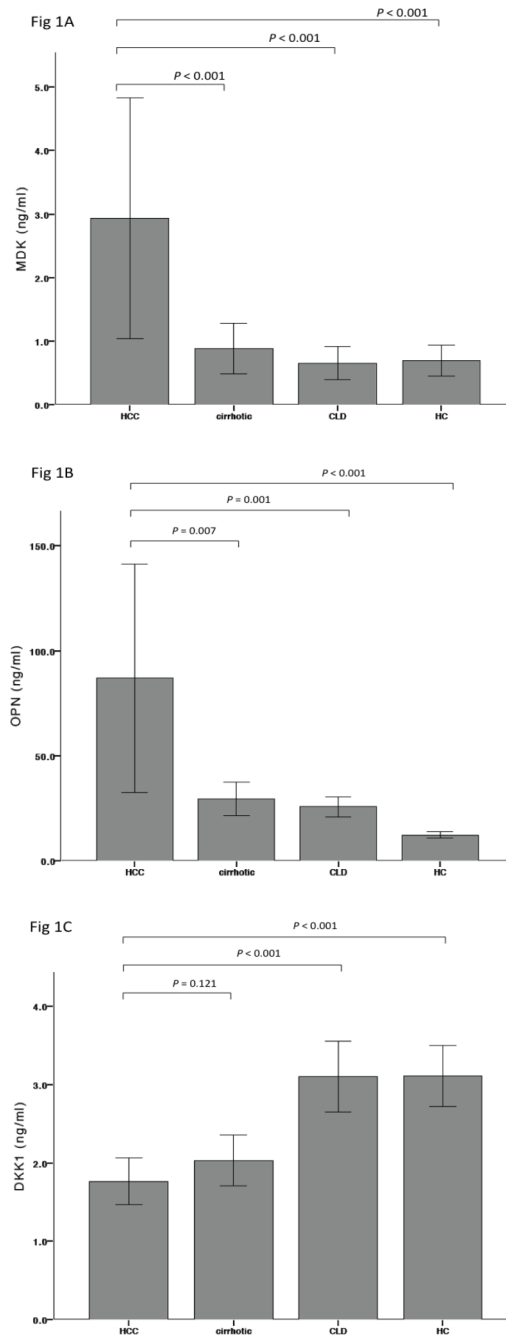 Fig 1A
P < 0.001
P < 0.001
P < 0.001
5.0
4.0
3.0
2.0
1.0
0.0
MDK (ng/ml)
HCC cirrhotic CLD HC
Fig 1B
P < 0.001
P = 0.001
P = 0.007
150.0
100.0
50.0
0.0
OPN (ng/ml)
HCC cirrhotic CLD HC
Fig 1C
P < 0.001
P < 0.001
P = 0.121
4.0
3.0
2.0
1.0
0.0
DKK1 (ng/ml)
HCC cirrhotic CLD HC